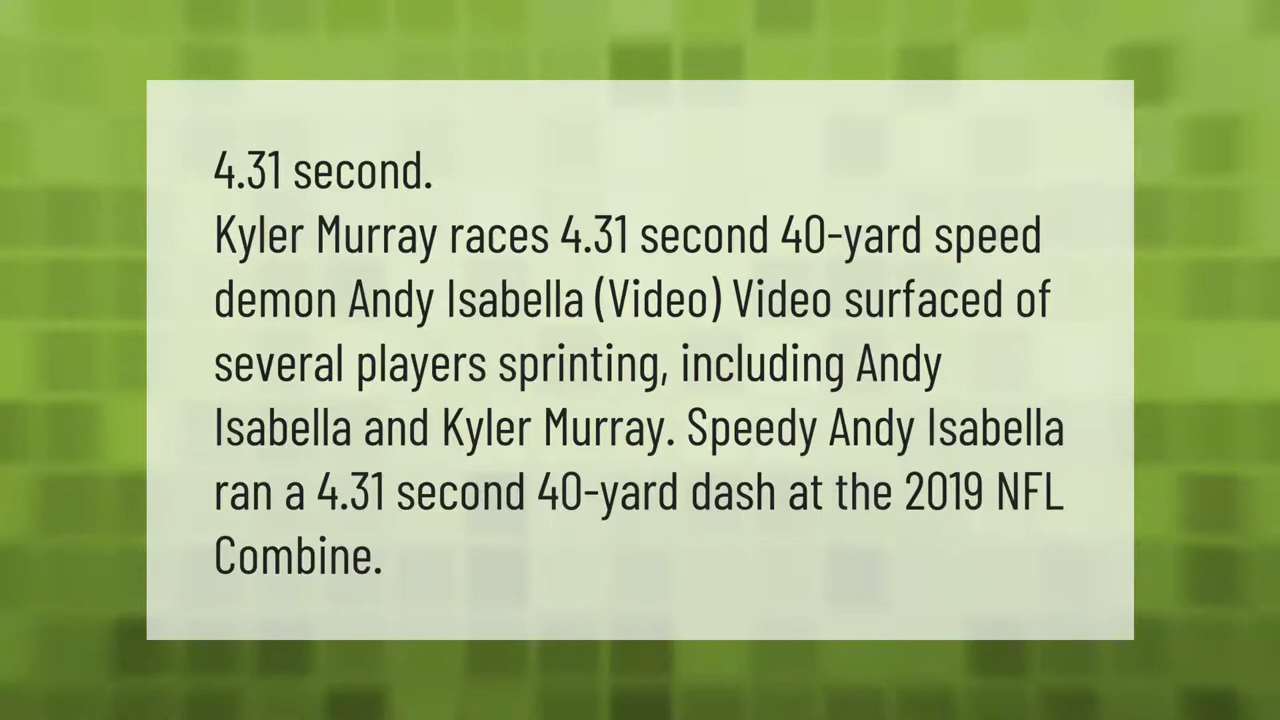 4.31 second.
Kyler Murray races 4.31 second 40-yard speed
demon Andy Isabella (Video) Video surfaced of
several players sprinting, including Andy
Isabella and Kyler Murray. Speedy Andy Isabella
ran a 4.31 second 40-yard dash at the 2019 NFL
Combine.